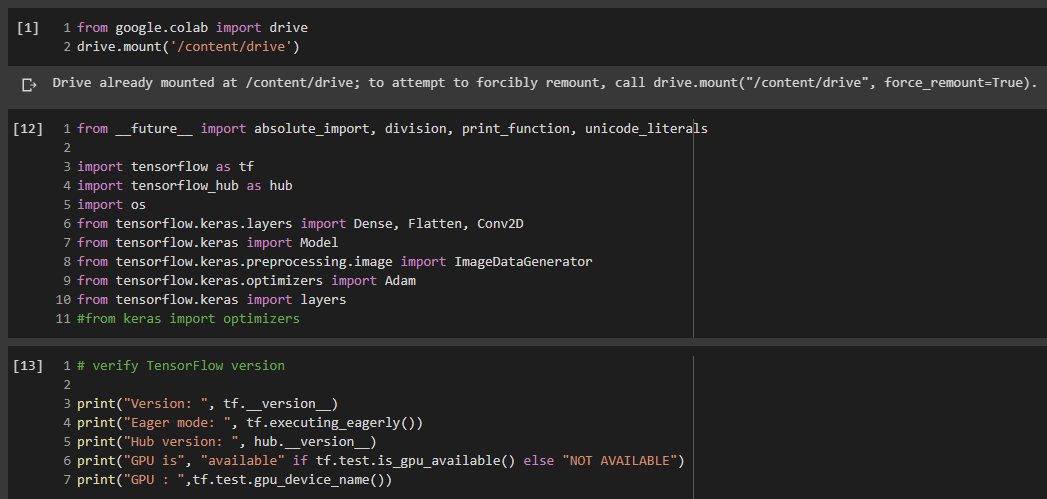 [1] 1 from google.colab import drive
2 drive.mount('/content/drive')
Drive already mounted at /content/drive; to attempt to forcibly remount, call drive.mount("/content/drive", force_remount=True).
[12] 1 from __future__ import absolute_import, division, print_function, unicode_literals
2
3 import tensorflow as tf
4 import tensorflow_hub as hub
5 import os
6 from tensorflow.keras.layers import Dense, Flatten, Conv2D
7 from tensorflow.keras import Model
8 from tensorflow.keras.preprocessing.image import ImageDataGenerator
9 from tensorflow.keras.optimizers import Adam
10 from tensorflow.keras import layers
11 #from keras import optimizers
[13] 1 # verify TensorFlow version
2
3 print("Version: ", tf.__version__)
4 print("Eager mode: ", tf.executing_eagerly())
5 print("Hub version: ", hub.__version__)
6 print("GPU is", "available" if tf.test.is_gpu_available() else "NOT AVAILABLE")
7 print("GPU : ",tf.test.gpu_device_name())